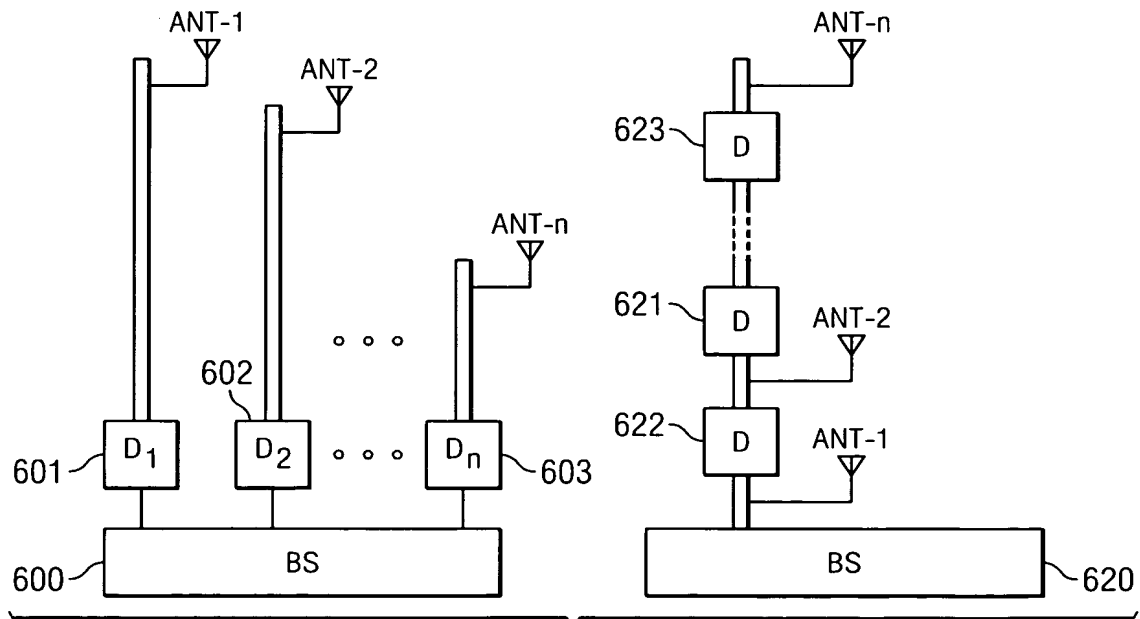 ANT-1
ANT-2
ANT-n
602
D1
D2
Dn
601
603
BS
600
ANT-n
623
D
621
D
ANT-2
622
D
ANT-1
BS
620